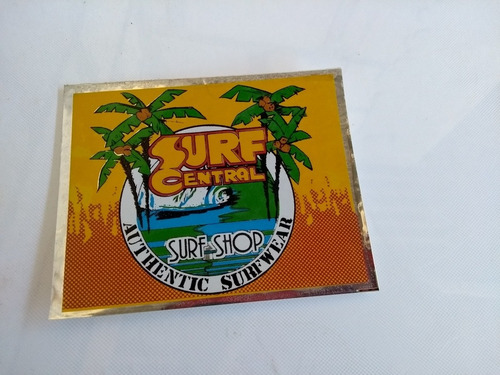 SURF
CENTRAL
SURF SHOP
AUTHENTIC SURFWEAR